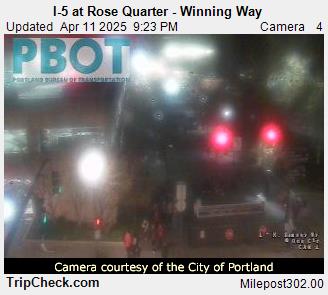 I-5 at Rose Quarter - Winning Way
Updated Apr 11 2025 9:23 PM Camera 4
PBOT
PORTLAND BUREAU OF TRANSPORTATION
Camera courtesy of the City of Portland
TripCheck.com Milepost302.00